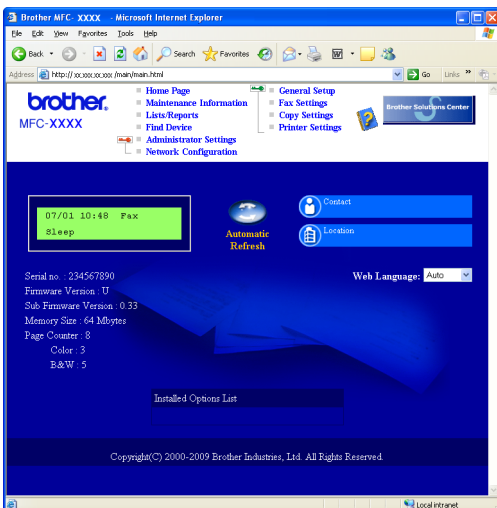 Brother MFC- XXXX - Microsoft Internet Explorer
File Edit View Favorites Tools Help
Back Search Favorites
Address http://xx.xxx.xx.xxx /main/main.html Go Links »
brother.
MFC-XXXX
Home Page
Maintenance Information
Lists/Reports
Find Device
Administrator Settings
Network Configuration
General Setup
Fax Settings
Copy Settings
Printer Settings
Brother Solutions Center
07/01 10:48 Fax
Sleep
Automatic
Refresh
Contact
Location
Serial no. : 234567890
Firmware Version : U
Sub Firmware Version : 0.33
Memory Size : 64 Mbytes
Page Counter : 8
Color : 3
B&W : 5
Web Language: Auto
Installed Options List
Copyright(C) 2000-2009 Brother Industries, Ltd. All Rights Reserved.
Local intranet